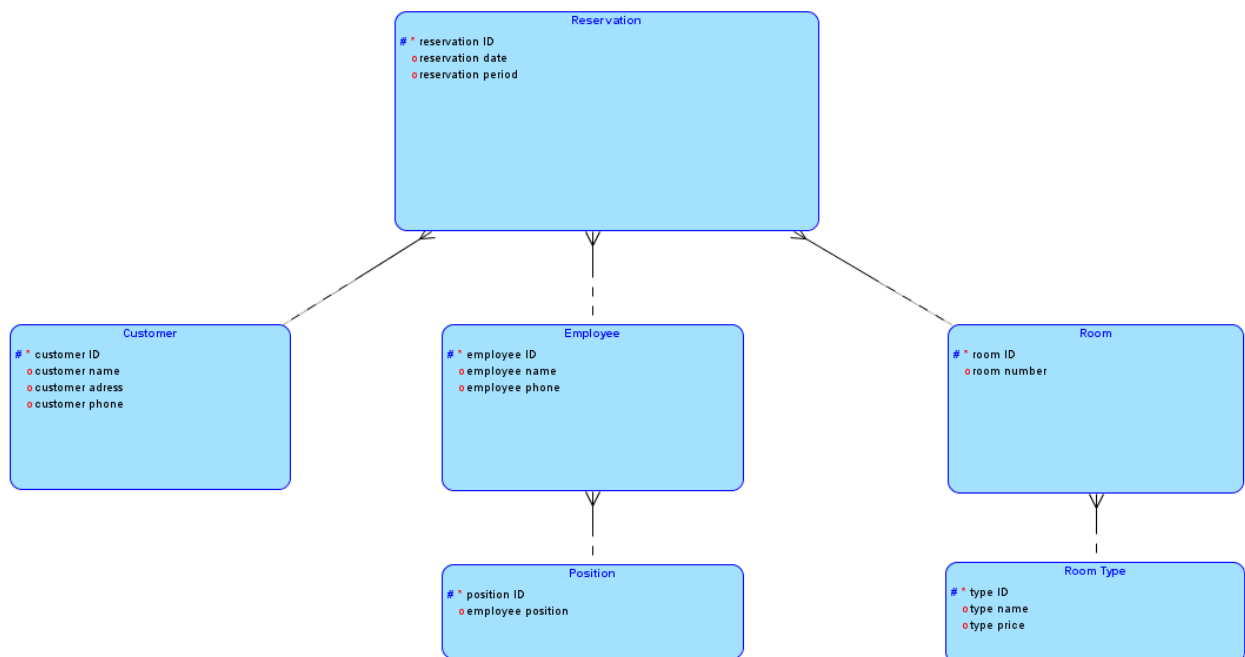 Reservation
# * reservation ID
o reservation date
o reservation period
Customer
# * customer ID
o customer name
o customer adress
o customer phone
Employee
# * employee ID
o employee name
o employee phone
Room
# * room ID
o room number
Position
# * position ID
o employee position
Room Type
# * type ID
o type name
o type price